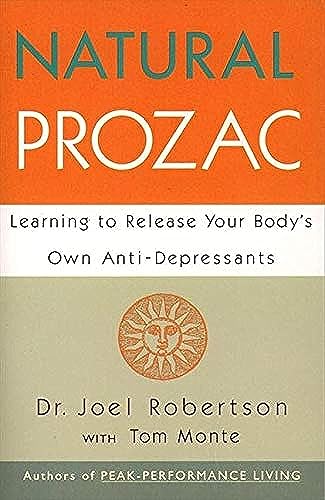 NATURAL
PROZAC
Learning to Release Your Body's
Own Anti-Depressants
Dr. Joel Robertson
WITH Tom Monte
Authors of PEAK-PERFORMANCE LIVING